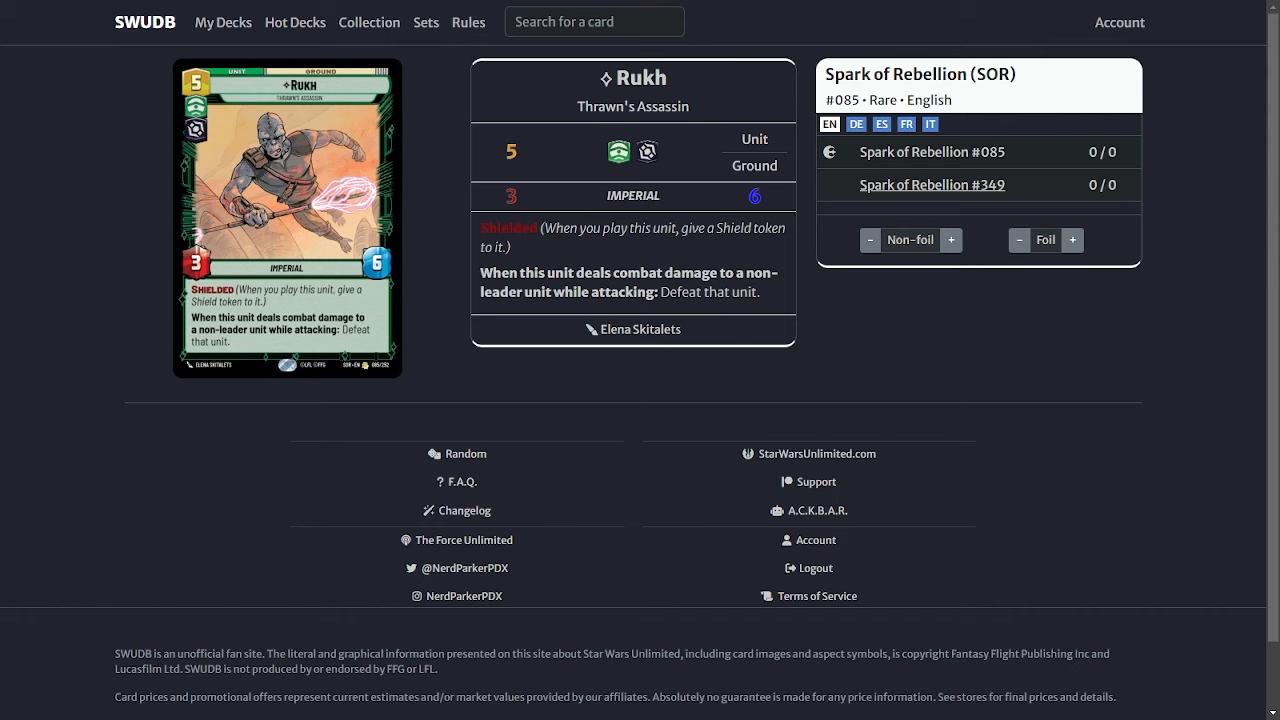 SWUDB My Decks Hot Decks Collection Sets Rules Search for a card Account
5 UNIT GROUND
RUKH
THRAWN'S ASSASSIN
3 IMPERIAL 6
SHIELDED (When you play this unit, give a
Shield token to it.)
When this unit deals combat damage to
a non-leader unit while attacking: Defeat
that unit.
ELENA SKITALETS ©LFL ©FFG SOR • EN 085/252
Rukh
Thrawn's Assassin
5 Unit
Ground
3 IMPERIAL 6
Shielded (When you play this unit, give a Shield token
to it.)
When this unit deals combat damage to a non-
leader unit while attacking: Defeat that unit.
Elena Skitalets
Spark of Rebellion (SOR)
#085 • Rare • English
EN DE ES FR IT
Spark of Rebellion #085 0 / 0
Spark of Rebellion #349 0 / 0
- Non-foil + - Foil +
Random
? F.A.Q.
Changelog
The Force Unlimited
@NerdParkerPDX
NerdParkerPDX
StarWarsUnlimited.com
Support
A.C.K.B.A.R.
Account
Logout
Terms of Service
SWUDB is an unofficial fan site. The literal and graphical information presented on this site about Star Wars Unlimited, including card images and aspect symbols, is copyright Fantasy Flight Publishing Inc and
Lucasfilm Ltd. SWUDB is not produced by or endorsed by FFG or LFL.
Card prices and promotional offers represent current estimates and/or market values provided by our affiliates. Absolutely no guarantee is made for any price information. See stores for final prices and details.